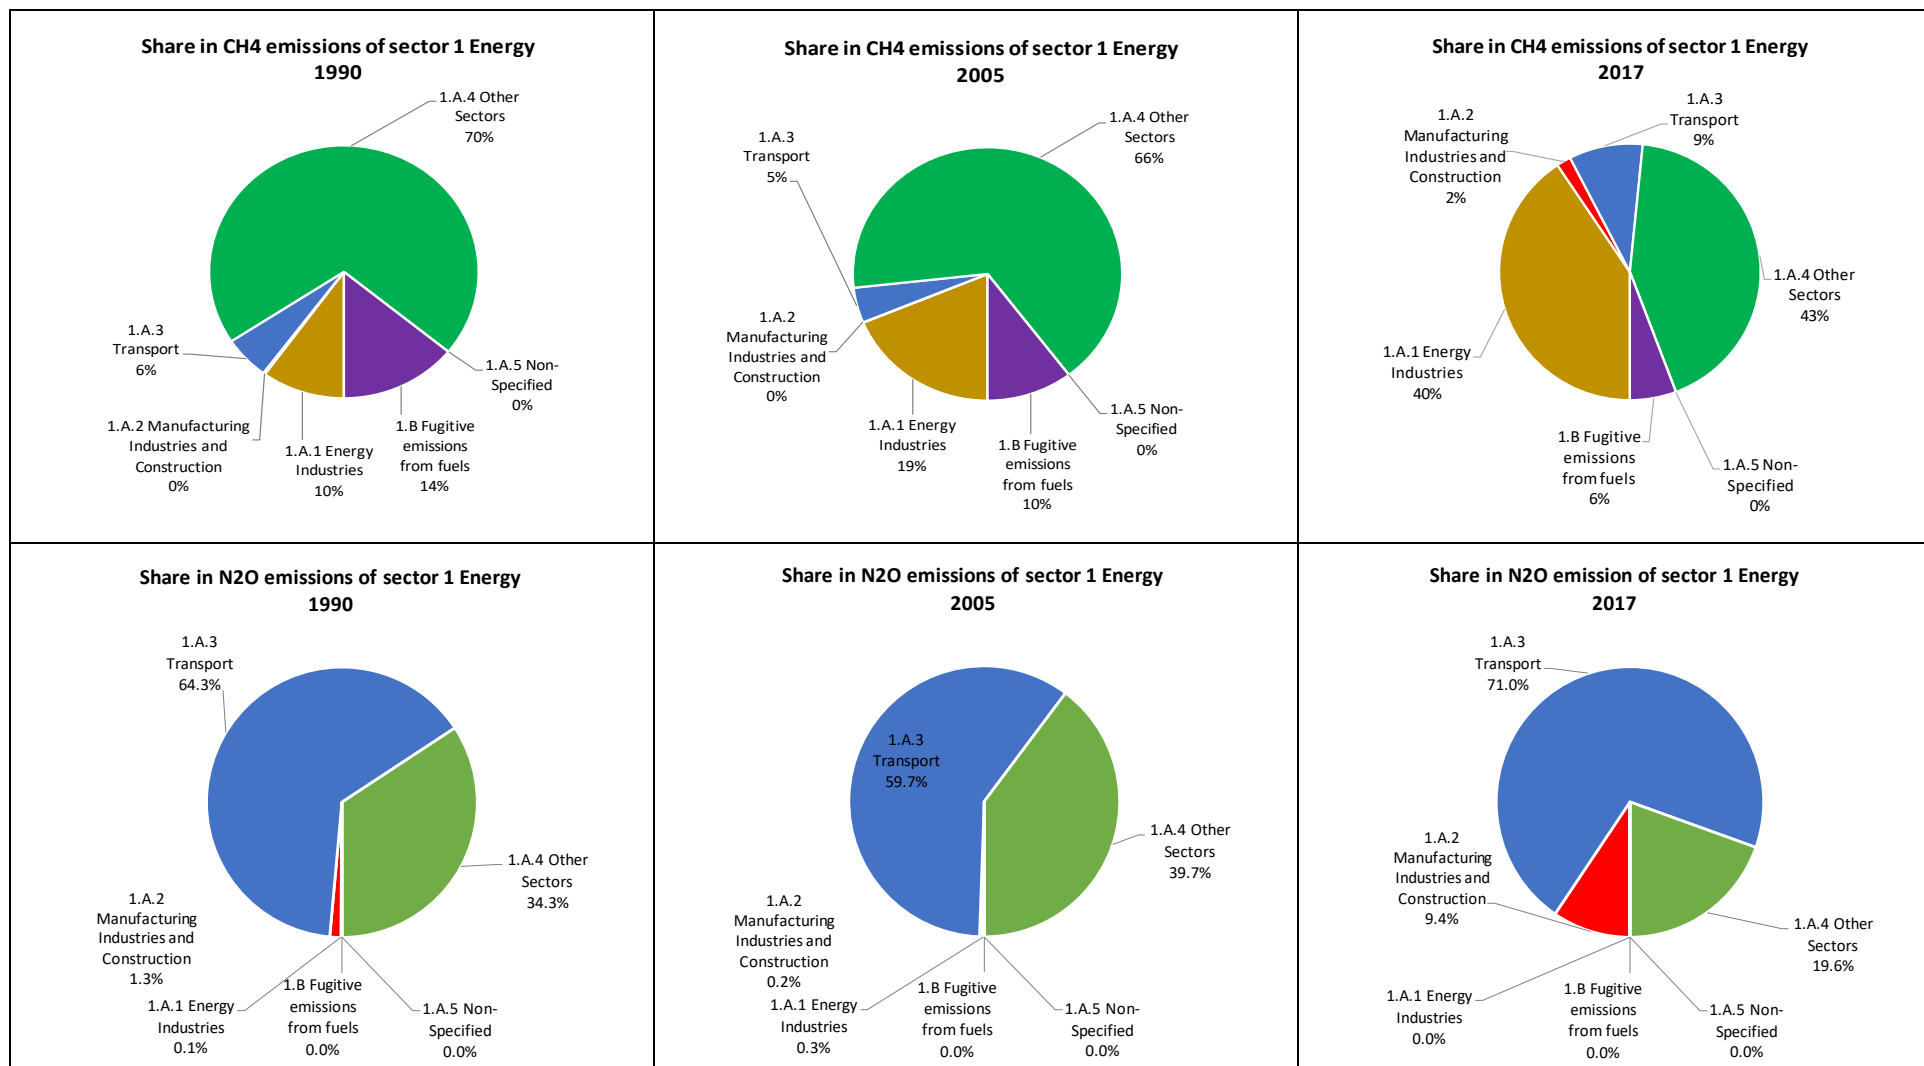 Share in CH4 emissions of sector 1 Energy
1990
1.A.4 Other
Sectors
70%
1.A.3
Transport
6%
1.A.5 Non-
Specified
0%
1.A.2 Manufacturing
Industries and
Construction
0%
1.A.1 Energy
Industries
10%
1.B Fugitive
emissions
from fuels
14%
Share in CH4 emissions of sector 1 Energy
2005
1.A.4 Other
Sectors
66%
1.A.3
Transport
5%
1.A.2
Manufacturing
Industries and
Construction
0%
1.A.1 Energy
Industries
19%
1.B Fugitive
emissions
from fuels
10%
1.A.5 Non-
Specified
0%
Share in CH4 emissions of sector 1 Energy
2017
1.A.2
Manufacturing
Industries and
Construction
2%
1.A.3
Transport
9%
1.A.4 Other
Sectors
43%
1.A.1 Energy
Industries
40%
1.B Fugitive
emissions
from fuels
6%
1.A.5 Non-
Specified
0%
Share in N2O emissions of sector 1 Energy
1990
1.A.3
Transport
64.3%
1.A.4 Other
Sectors
34.3%
1.A.2
Manufacturing
Industries and
Construction
1.3%
1.A.1 Energy
Industries
0.1%
1.B Fugitive
emissions
from fuels
0.0%
1.A.5 Non-
Specified
0.0%
Share in N2O emissions of sector 1 Energy
2005
1.A.3
Transport
59.7%
1.A.4 Other
Sectors
39.7%
1.A.2
Manufacturing
Industries and
Construction
0.2%
1.A.1 Energy
Industries
0.3%
1.B Fugitive
emissions
from fuels
0.0%
1.A.5 Non-
Specified
0.0%
Share in N2O emission of sector 1 Energy
2017
1.A.3
Transport
71.0%
1.A.2
Manufacturing
Industries and
Construction
9.4%
1.A.4 Other
Sectors
19.6%
1.A.1 Energy
Industries
0.0%
1.B Fugitive
emissions
from fuels
0.0%
1.A.5 Non-
Specified
0.0%